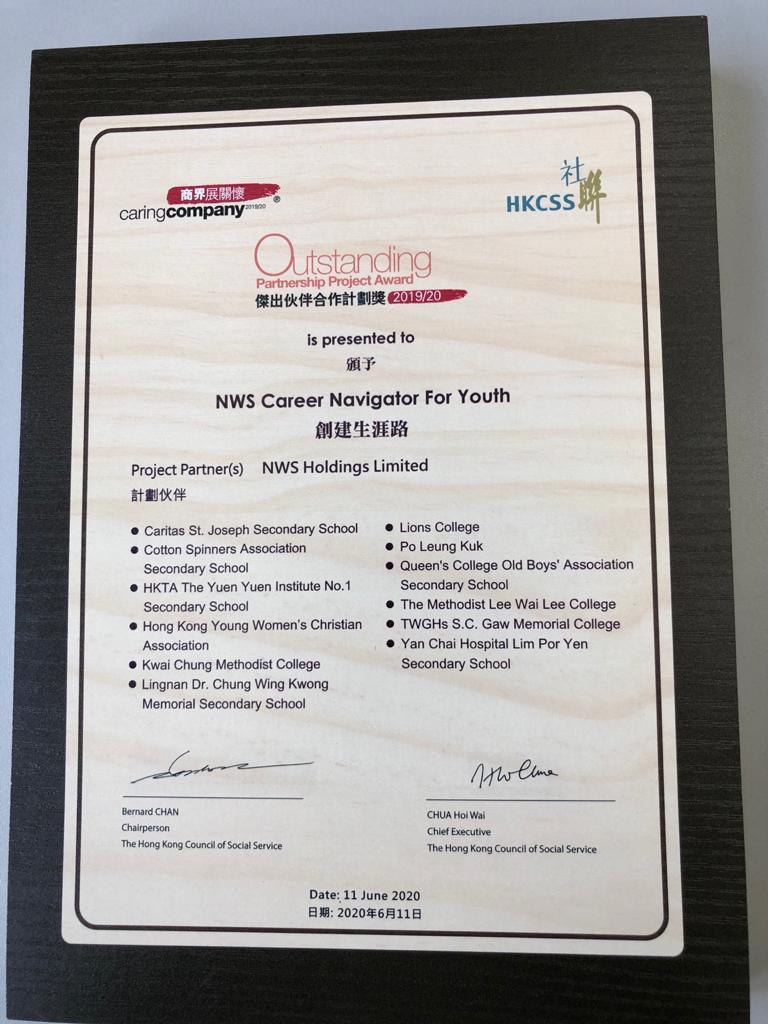 商界展關懷
caringcompany 2019/20 ®
社聯
HKCSS
Outstanding
Partnership Project Award
傑出伙伴合作計劃獎 2019/20
is presented to
頒予
NWS Career Navigator For Youth
創建生涯路
Project Partner(s) NWS Holdings Limited
計劃伙伴
● Caritas St. Joseph Secondary School
● Cotton Spinners Association
Secondary School
● HKTA The Yuen Yuen Institute No.1
Secondary School
● Hong Kong Young Women's Christian
Association
● Kwai Chung Methodist College
● Lingnan Dr. Chung Wing Kwong
Memorial Secondary School
● Lions College
● Po Leung Kuk
● Queen's College Old Boys' Association
Secondary School
● The Methodist Lee Wai Lee College
● TWGHs S.C. Gaw Memorial College
● Yan Chai Hospital Lim Por Yen
Secondary School
Bernard CHAN
Chairperson
The Hong Kong Council of Social Service
CHUA Hoi Wai
Chief Executive
The Hong Kong Council of Social Service
Date: 11 June 2020
日期: 2020年6月11日